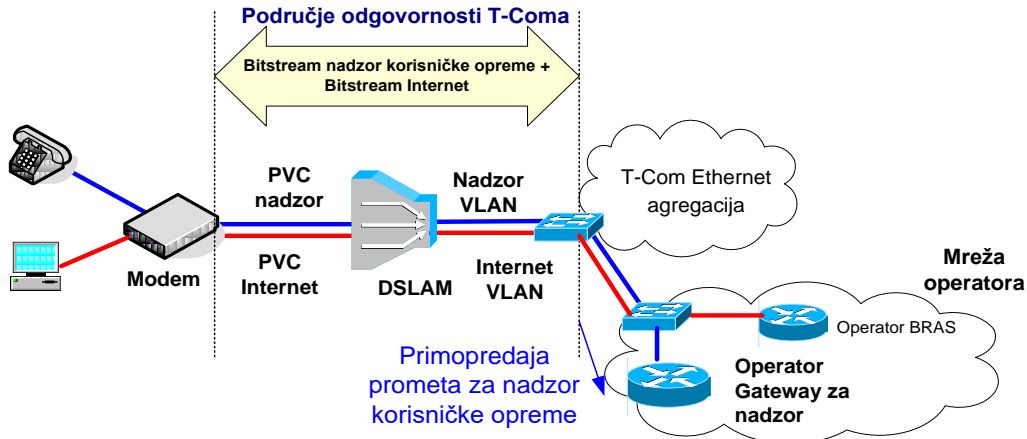 Područje odgovornosti T-Coma
Bitstream nadzor korisničke opreme +
Bitstream Internet
T-Com Ethernet
agregacija
PVC
nadzor
Nadzor
VLAN
Modem
PVC
Internet
DSLAM
Internet
VLAN
Mreža
operatora
Operator BRAS
Primopredaja
prometa za nadzor
korisničke opreme
Operator
Gateway za
nadzor